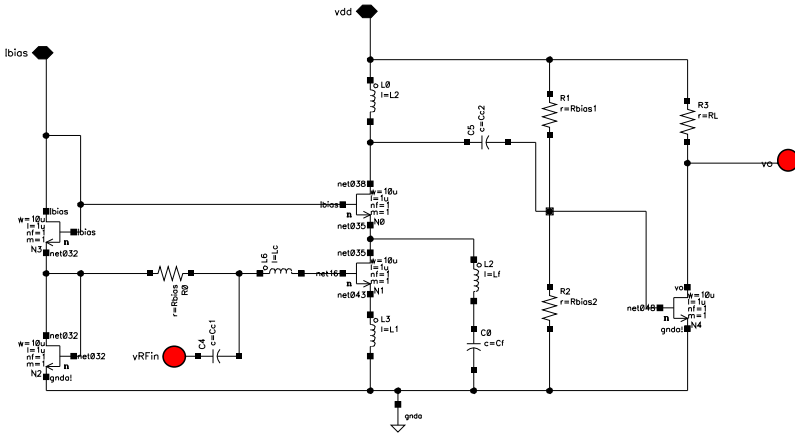 vdd
Ibias
L0
l=L2
R1
r=Rbias1
R3
r=RL
C5
c=Cc2
vo
net038
w=10u
l=1u
nf=1
m=1
Ibias
n
net035
N0
Ibias
w=10u
l=1u
nf=1
m=1
Ibias
n
N3
net032
L6
l=Lc
net035
w=10u
l=1u
nf=1
m=1
net16
n
net043
N1
L2
l=Lf
R0
r=Rbias
R2
r=Rbias2
vo
w=10u
l=1u
nf=1
m=1
net048
n
N4
gnda!
L3
l=L1
C0
c=Cf
net032
w=10u
l=1u
nf=1
m=1
net032
n
N2
gnda!
vRFin
C4
c=Cc1
gnda